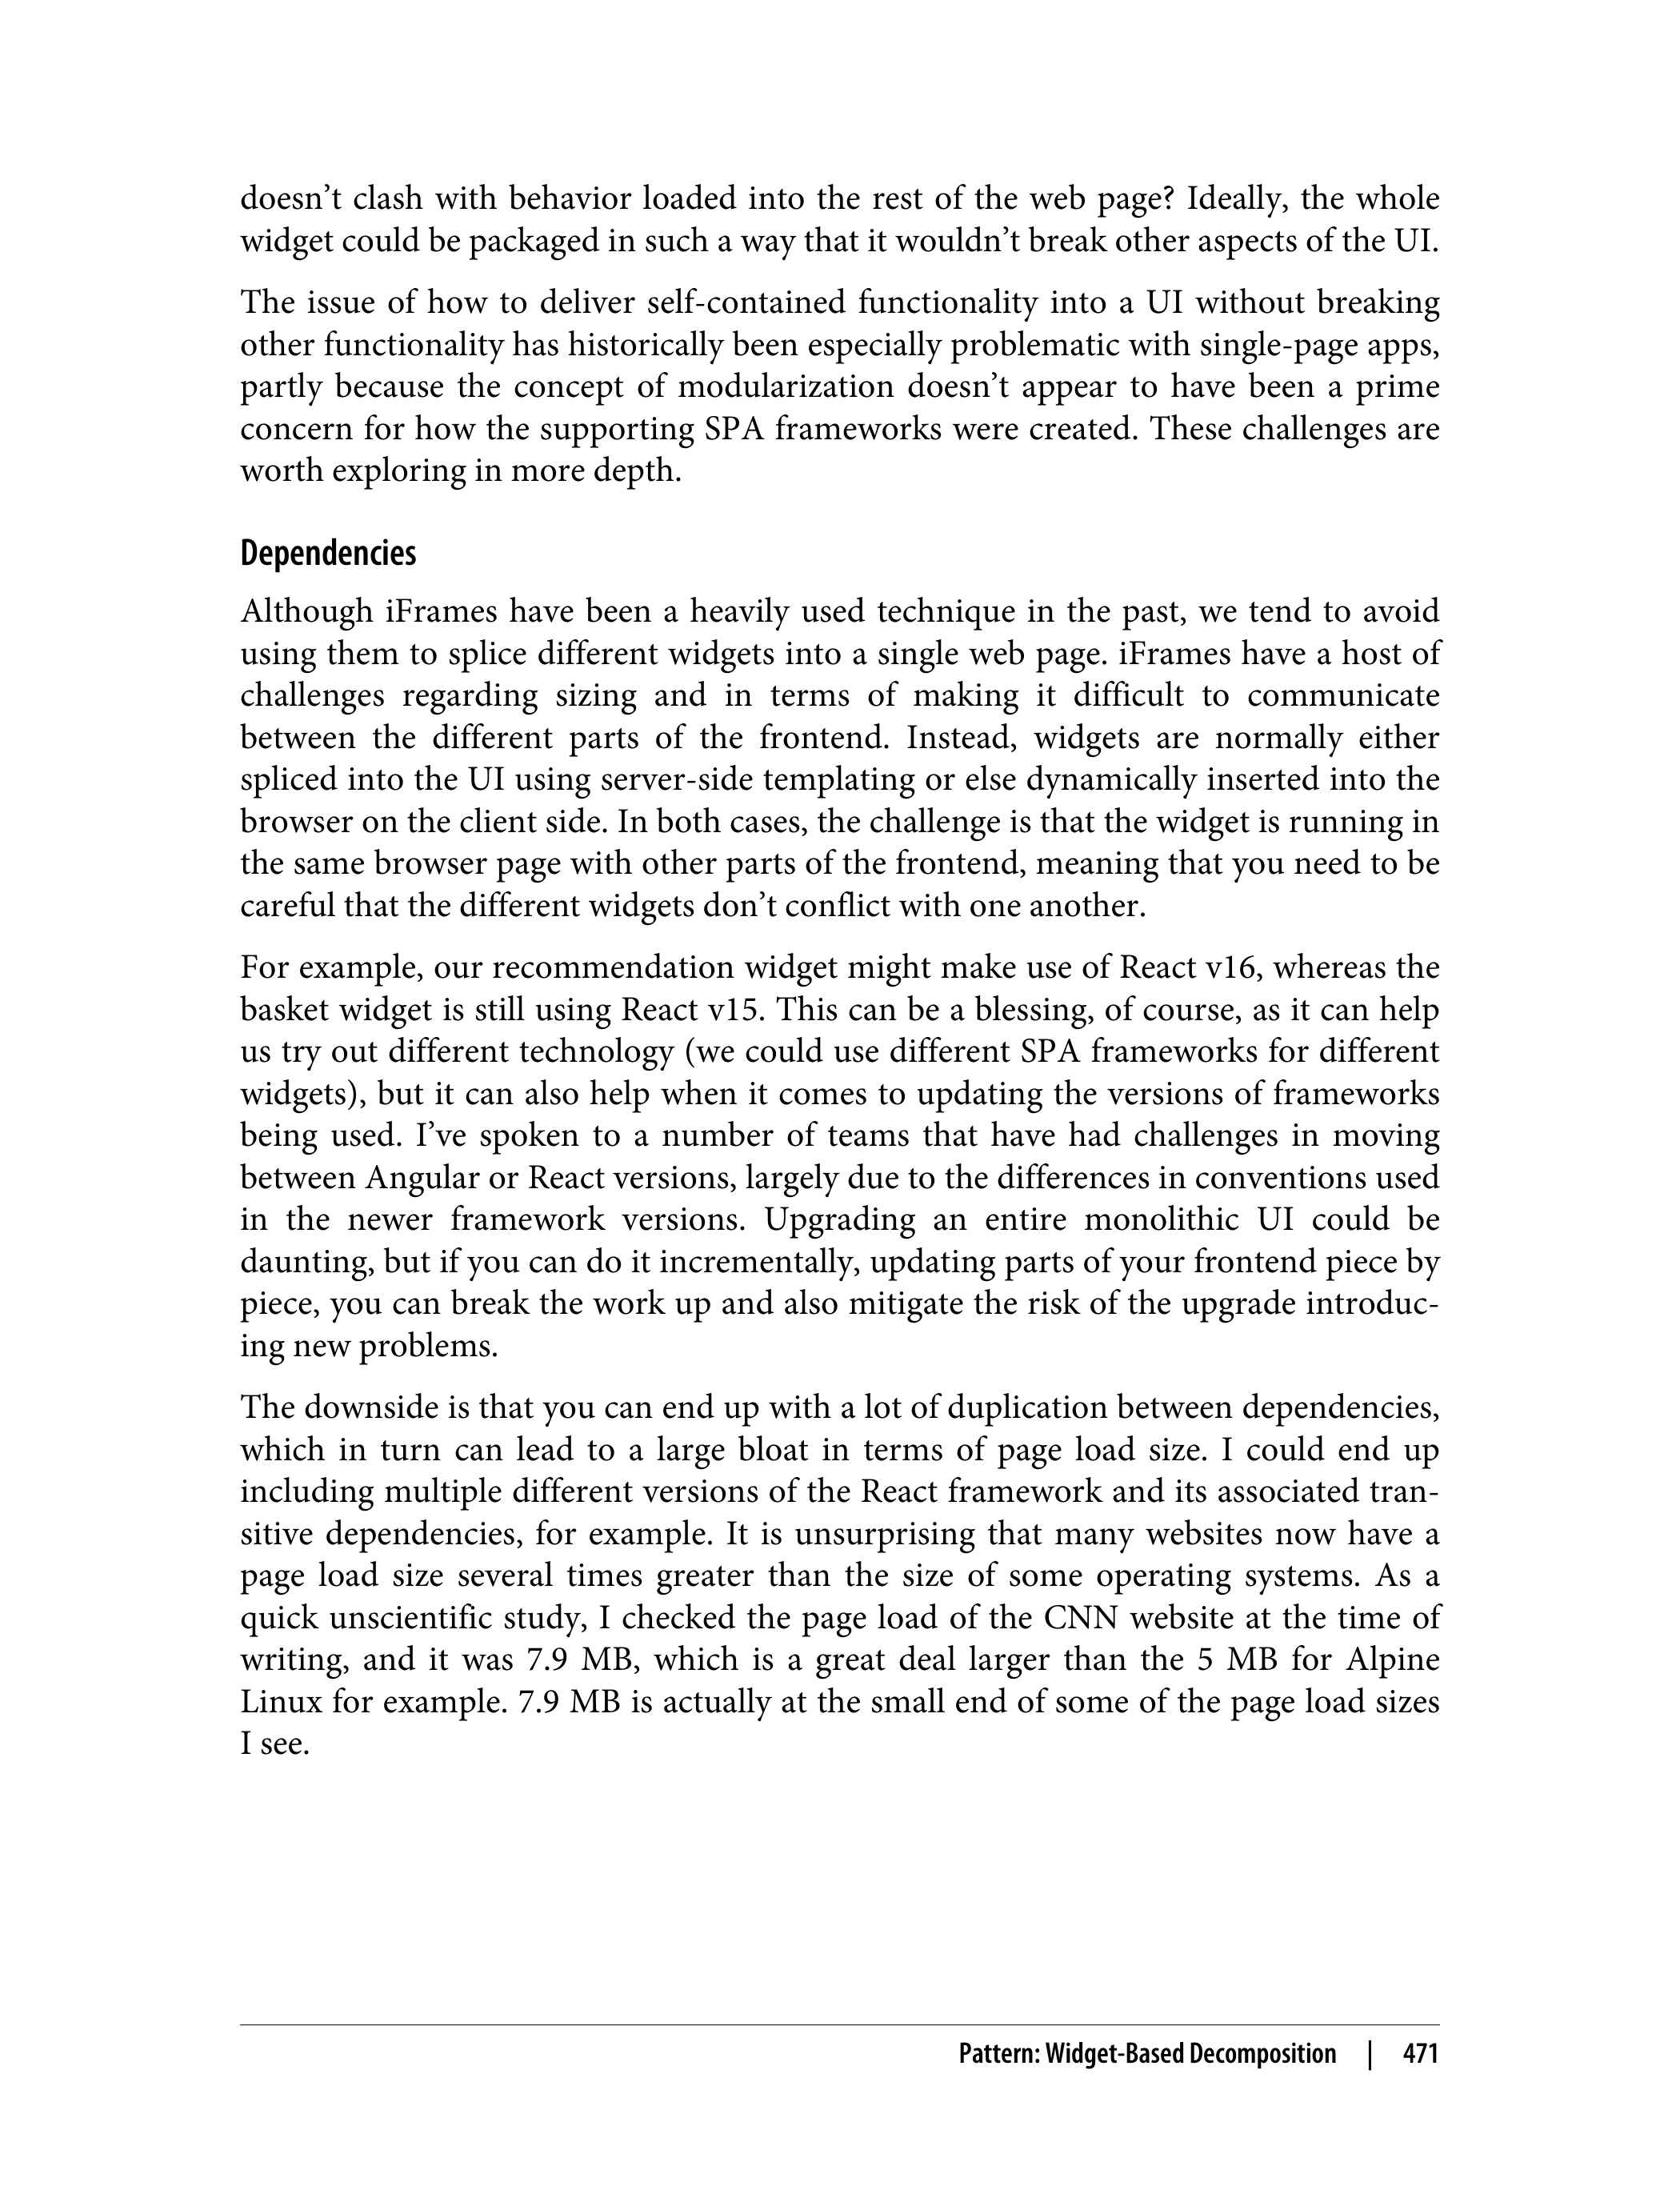 doesn’t clash with behavior loaded into the rest of the web page? Ideally, the whole
widget could be packaged in such a way that it wouldn’t break other aspects of the UI.
The issue of how to deliver self-contained functionality into a UI without breaking
other functionality has historically been especially problematic with single-page apps,
partly because the concept of modularization doesn’t appear to have been a prime
concern for how the supporting SPA frameworks were created. These challenges are
worth exploring in more depth.
Dependencies
Although iFrames have been a heavily used technique in the past, we tend to avoid
using them to splice different widgets into a single web page. iFrames have a host of
challenges regarding sizing and in terms of making it difficult to communicate
between the different parts of the frontend. Instead, widgets are normally either
spliced into the UI using server-side templating or else dynamically inserted into the
browser on the client side. In both cases, the challenge is that the widget is running in
the same browser page with other parts of the frontend, meaning that you need to be
careful that the different widgets don’t conflict with one another.
For example, our recommendation widget might make use of React v16, whereas the
basket widget is still using React v15. This can be a blessing, of course, as it can help
us try out different technology (we could use different SPA frameworks for different
widgets), but it can also help when it comes to updating the versions of frameworks
being used. I’ve spoken to a number of teams that have had challenges in moving
between Angular or React versions, largely due to the differences in conventions used
in the newer framework versions. Upgrading an entire monolithic UI could be
daunting, but if you can do it incrementally, updating parts of your frontend piece by
piece, you can break the work up and also mitigate the risk of the upgrade introduc-
ing new problems.
The downside is that you can end up with a lot of duplication between dependencies,
which in turn can lead to a large bloat in terms of page load size. I could end up
including multiple different versions of the React framework and its associated tran-
sitive dependencies, for example. It is unsurprising that many websites now have a
page load size several times greater than the size of some operating systems. As a
quick unscientific study, I checked the page load of the CNN website at the time of
writing, and it was 7.9 MB, which is a great deal larger than the 5 MB for Alpine
Linux for example. 7.9 MB is actually at the small end of some of the page load sizes
I see.
Pattern: Widget-Based Decomposition | 471